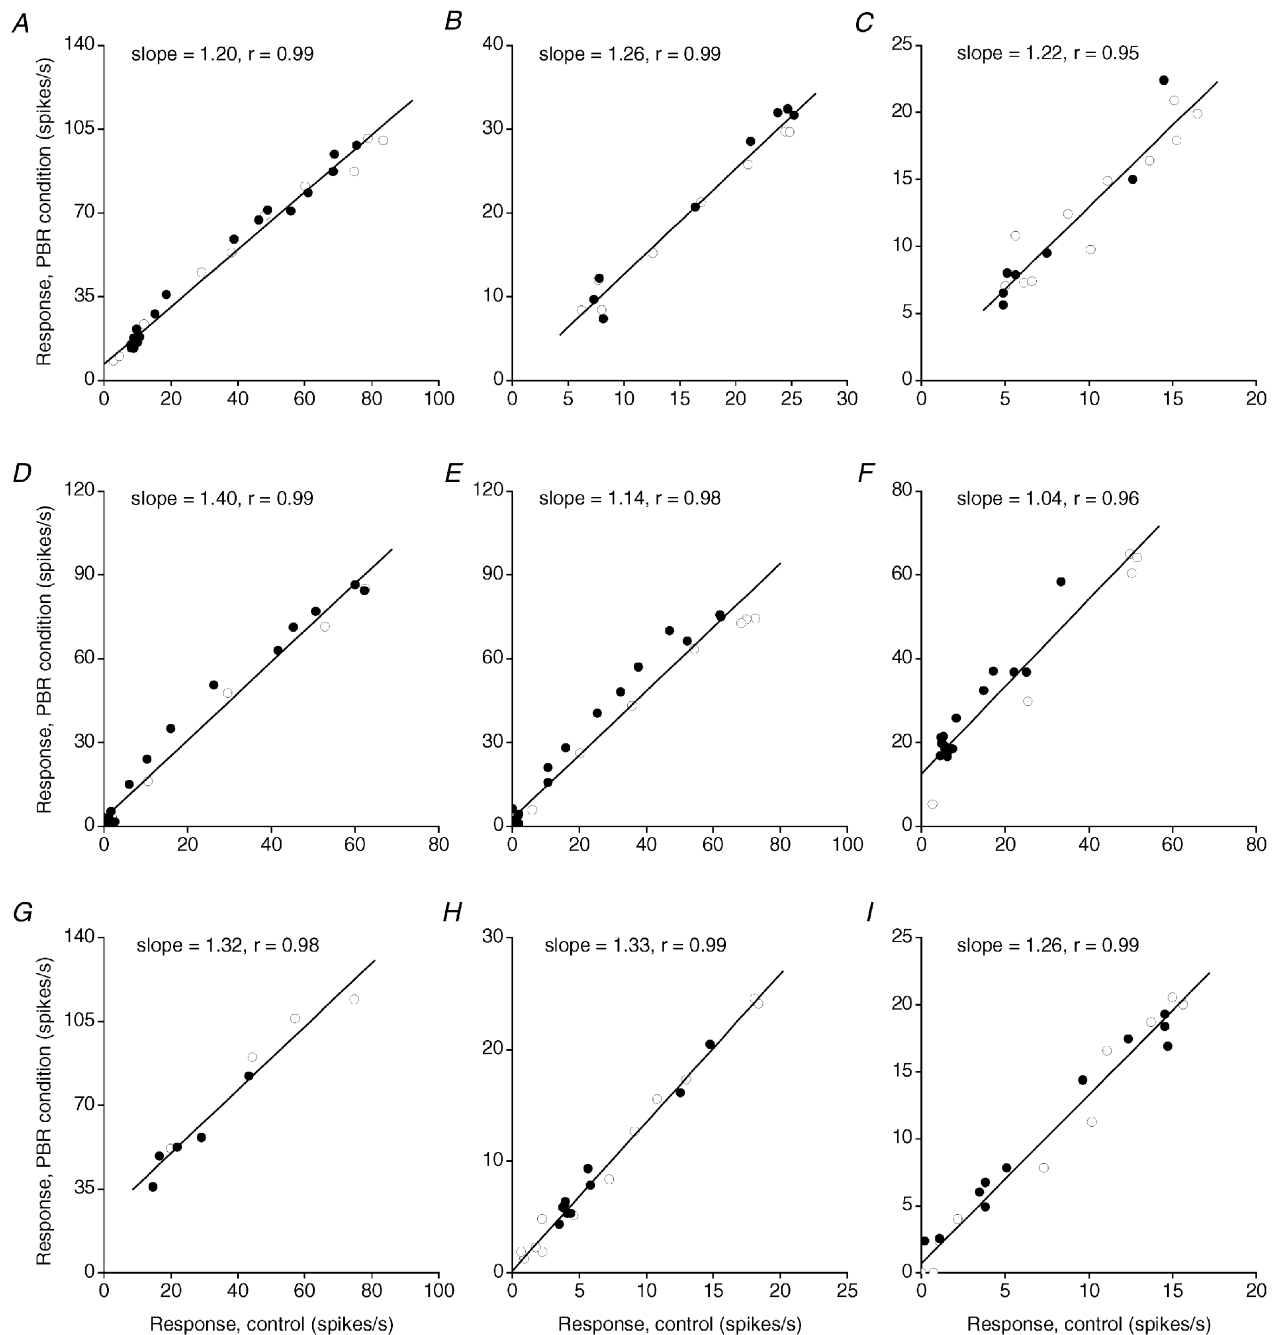 A
B
C
slope = 1.20, r = 0.99
slope = 1.26, r = 0.99
slope = 1.22, r = 0.95
Response, PBR condition (spikes/s)
140
105
70
35
0
0 20 40 60 80 100
40
30
20
10
0
0 5 10 15 20 25 30
25
20
15
10
5
0
0 5 10 15 20
D
E
F
slope = 1.40, r = 0.99
slope = 1.14, r = 0.98
slope = 1.04, r = 0.96
Response, PBR condition (spikes/s)
120
90
60
30
0
0 20 40 60 80
120
90
60
30
0
0 20 40 60 80 100
80
60
40
20
0
0 20 40 60 80
G
H
I
slope = 1.32, r = 0.98
slope = 1.33, r = 0.99
slope = 1.26, r = 0.99
Response, PBR condition (spikes/s)
140
105
70
35
0
0 20 40 60 80 100
30
20
10
0
0 5 10 15 20 25
25
20
15
10
5
0
0 5 10 15 20
Response, control (spikes/s)
Response, control (spikes/s)
Response, control (spikes/s)